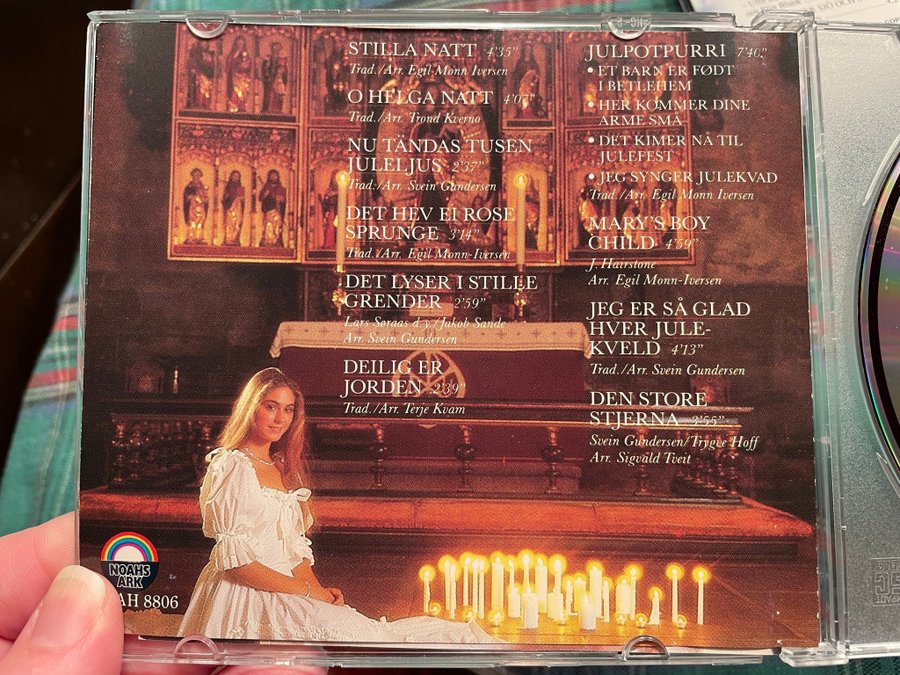 STILLA NATT 4'35"
Trad./Arr. Egil Monn Iversen
O HELGA NATT 4'07"
Trad./Arr. Trond Kverno
NU TÄNDAS TUSEN
JULELJUS 2'37"
Trad./Arr. Svein Gundersen
DET HEV EI ROSE
SPRUNGE 3'14"
Trad./Arr. Egil Monn-Iversen
DET LYSER I STILLE
GRENDER 2'59"
Lars Søraas d.y./Jakob Sande
Arr. Svein Gundersen
DEILIG ER
JORDEN 2'39"
Trad./Arr. Terje Kvam
JULPOTPURRI 7'40"
• ET BARN ER FØDT
I BETLEHEM
• HER KOMMER DINE
ARME SMÅ
• DET KIMER NÅ TIL
JULEFEST
• JEG SYNGER JULEKVAD
Trad./Arr. Egil Monn Iversen
MARY'S BOY
CHILD 4'59"
J. Hairstone
Arr. Egil Monn-Iversen
JEG ER SÅ GLAD
HVER JULE-
KVELD 4'13"
Trad./Arr. Svein Gundersen
DEN STORE
STJERNA 3'55"
Svein Gundersen/Trygve Hoff
Arr. Sigvald Tveit
NOAHS
ARK
AH 8806